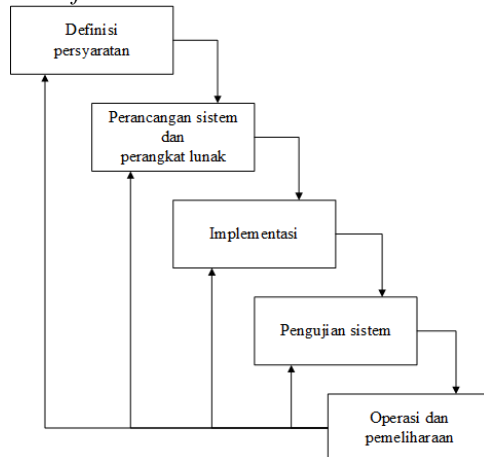 Definisi
persyaratan
Perancangan sistem
dan
perangkat lunak
Implementasi
Pengujian sistem
Operasi dan
pemeliharaan